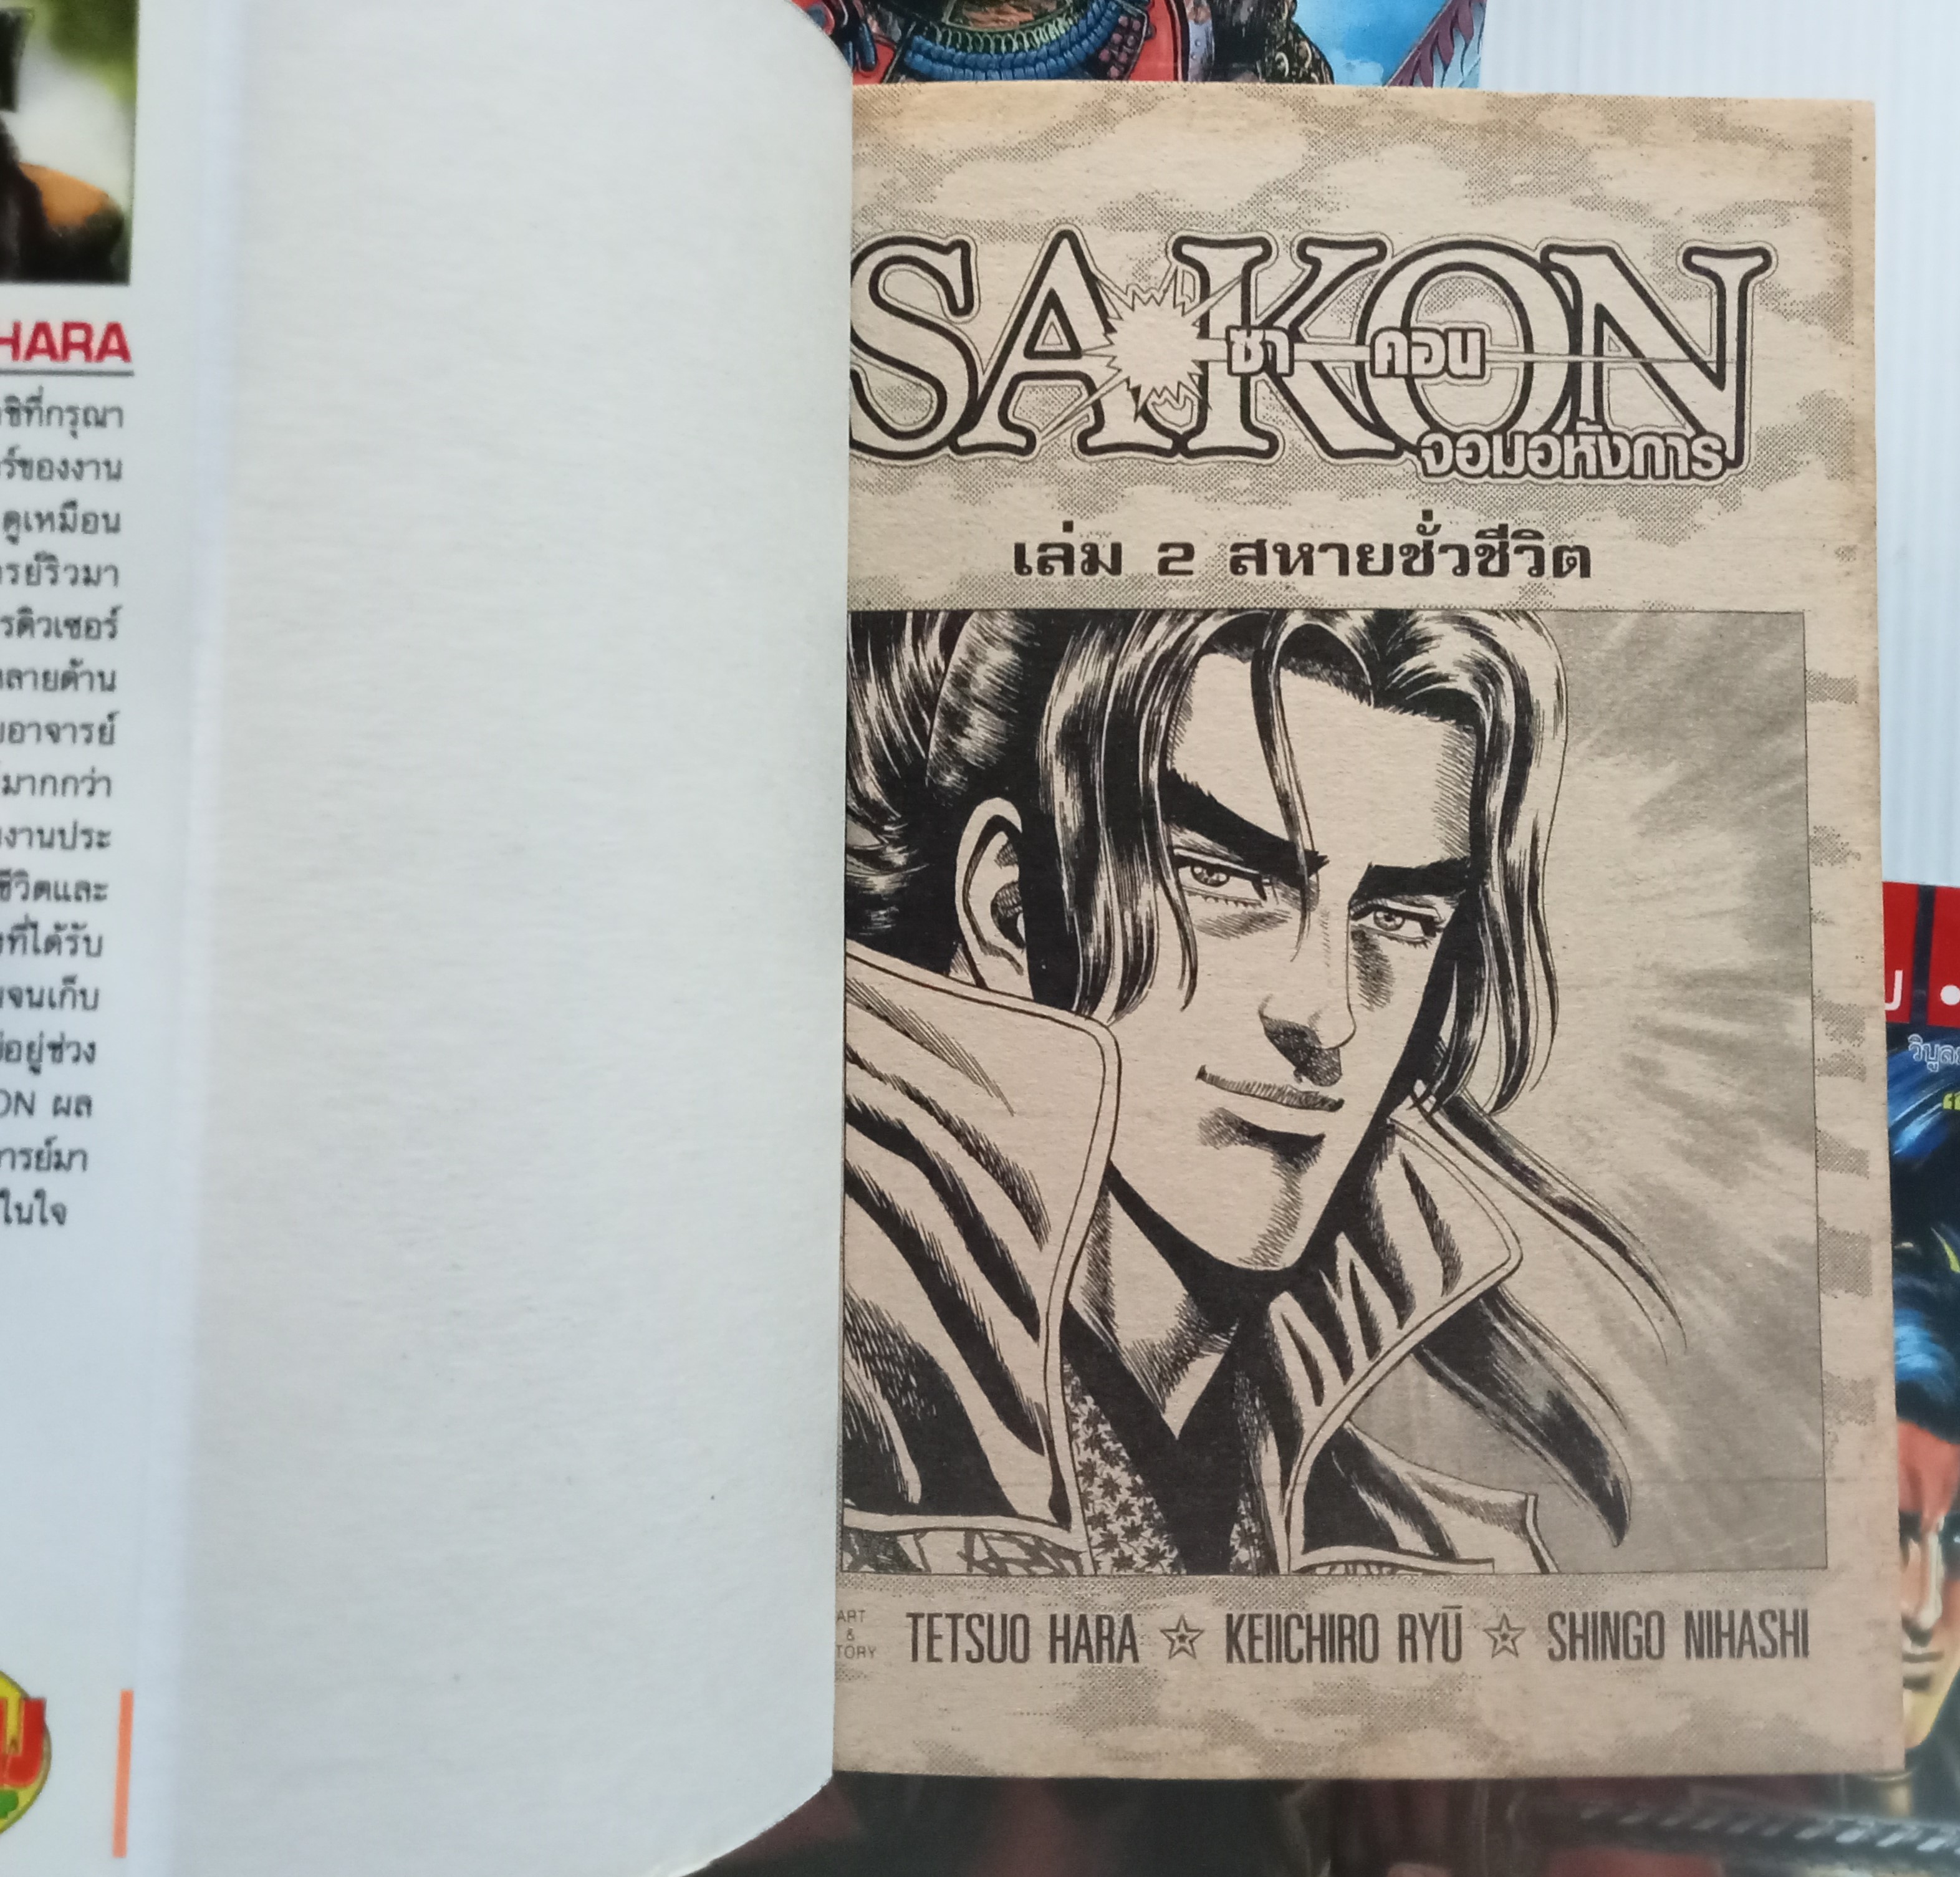 HARA
ชิที่กรุณา
ร์ของงาน
ดูเหมือน
รย์ริวมา
รดิวเซอร์
ลายด้าน
อาจารย์
มากกว่า
งานประ
ชีวิตและ
ที่ได้รับ
จนเก็บ
อยู่ช่วง
ON ผล
ารย์มา
ในใจ
SAKON
ซา คอน
จอมอหังการ
เล่ม 2 สหายชั่วชีวิต
ART
&
TORY
TETSUO HARA ☆ KEIICHIRO RYŪ ☆ SHINGO NIHASHI